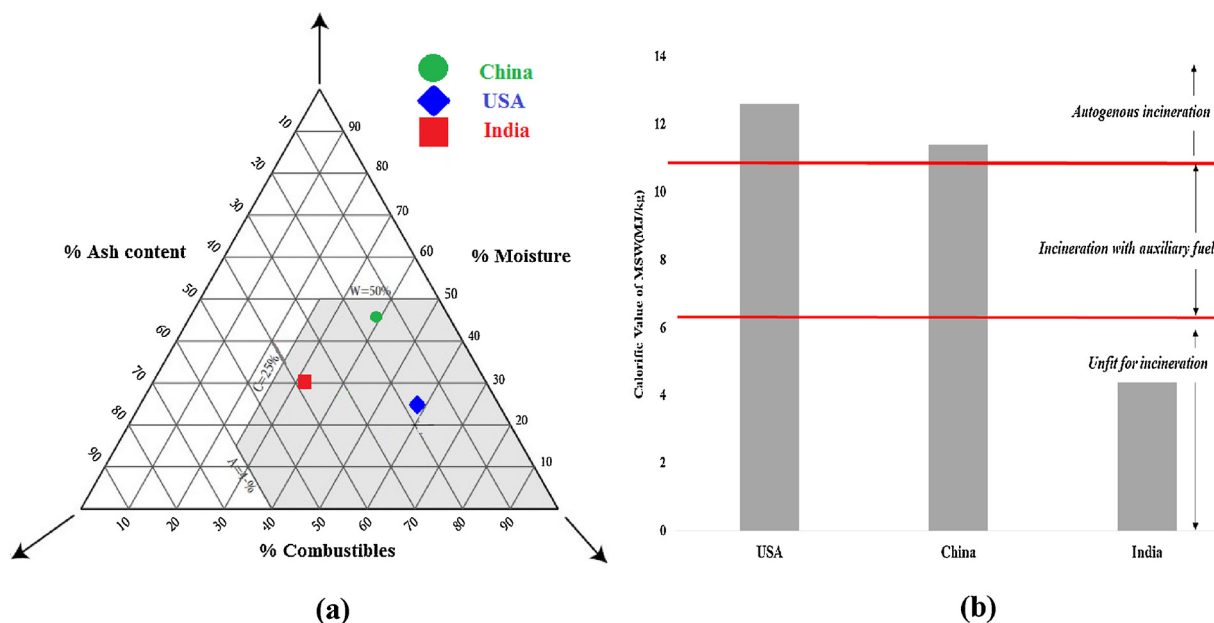 China
USA
India
10
20
30
40
50
60
70
80
90
% Ash content
90
80
70
60
50
40
30
20
10
% Moisture
W=50%
C=25%
10
20
30
40
50
60
70
80
90
% Combustibles
(a)
Calorific Value of MSW(MJ/kg)
14
12
10
8
6
4
2
0
Autogenous incineration
Incineration with auxiliary fuel
Unfit for incineration
USA
China
India
(b)